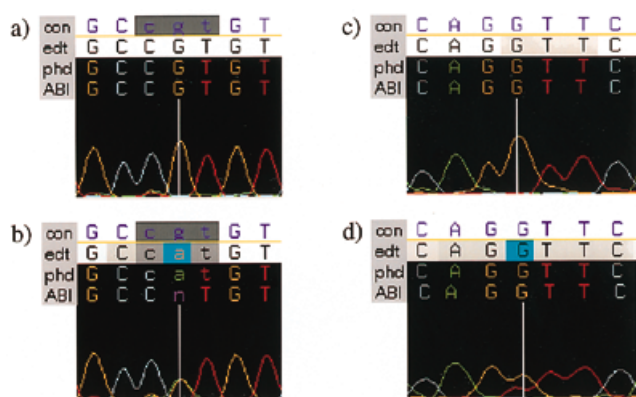 a)
con G C c g t G T
edt G C C G T G T
phd G C C G T G T
ABI G C C G T G T
b)
con G C c g t G T
edt G C c a t G T
phd G C c a t G T
ABI G C C n T G T
c)
con C A G G T T C
edt C A G G T T C
phd C A G G T T C
ABI C A G G T T C
d)
con C A G G T T C
edt C A G G T T C
phd C A G G T T C
ABI C A G G T T C